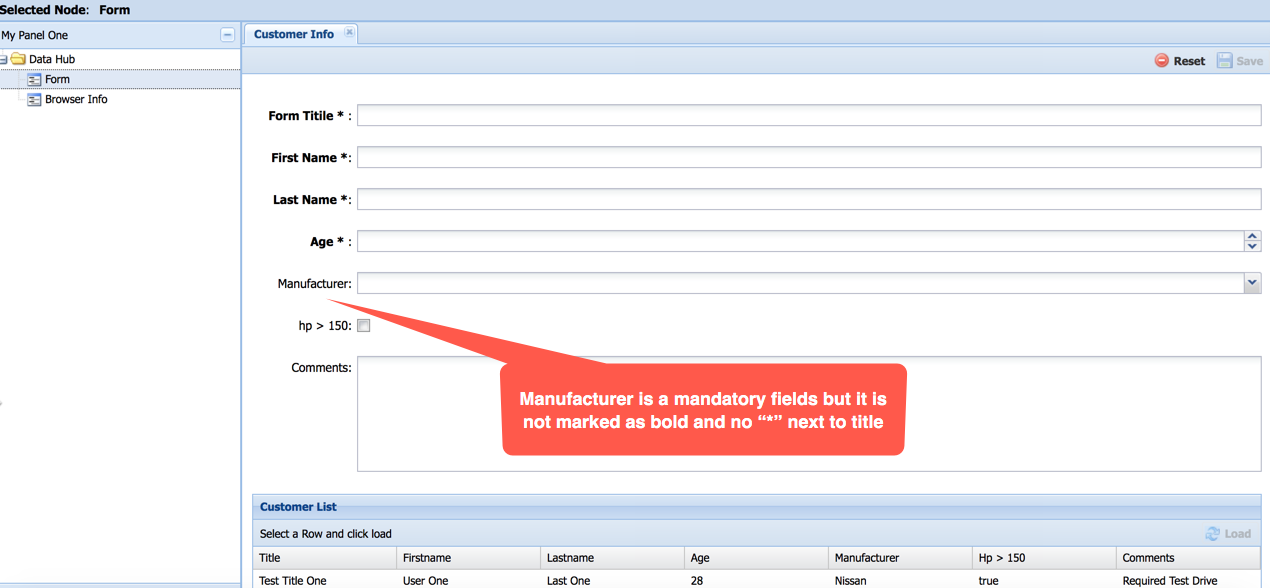 Selected Node: Form
My Panel One
Customer Info
Data Hub
Reset Save
Form
Browser Info
Form Titile * :
First Name *:
Last Name *:
Age * :
Manufacturer:
hp > 150:
Comments:
Manufacturer is a mandatory fields but it is
not marked as bold and no “*” next to title
Customer List
Select a Row and click load Load
Title Firstname Lastname Age Manufacturer Hp > 150 Comments
Test Title One User One Last One 28 Nissan true Required Test Drive